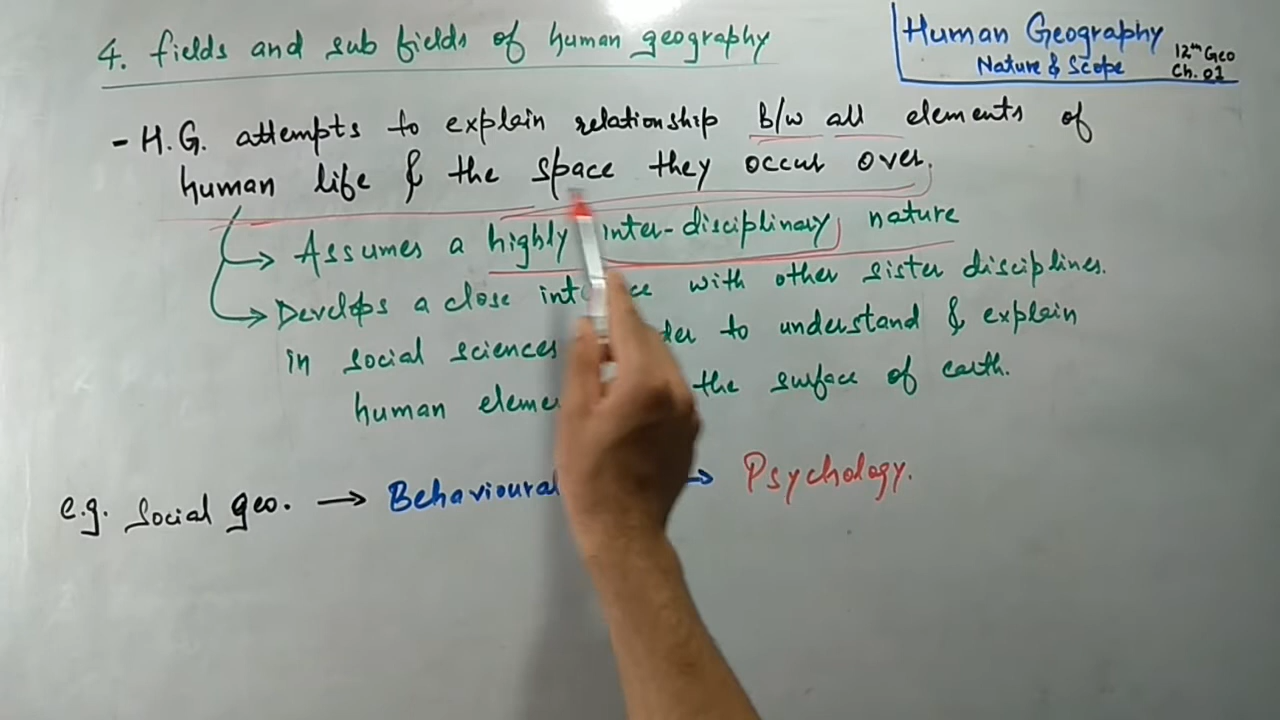 4. fields and sub fields of human geography
Human Geography
Nature & Scope
12th Geo
Ch. 01
- H.G. attempts to explain relationship b/w all elements of
human life & the space they occur over.
→ Assumes a highly inter-disciplinary nature
→ Develops a close with other sister disciplines.
in social sciences to understand & explain
human the surface of earth.
e.g. Social geo. → Behavioural → Psychology.